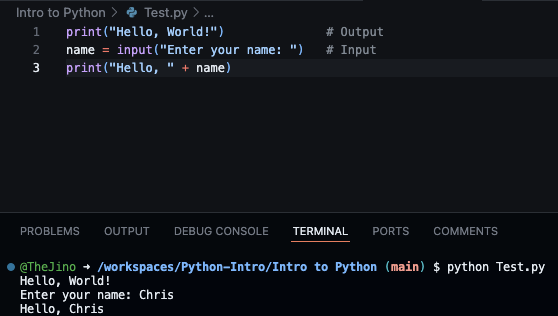 Intro to Python > Test.py > ...
1 print("Hello, World!") # Output
2 name = input("Enter your name: ") # Input
3 print("Hello, " + name)
PROBLEMS OUTPUT DEBUG CONSOLE TERMINAL PORTS COMMENTS
@TheJino ➜ /workspaces/Python-Intro/Intro to Python (main) $ python Test.py
Hello, World!
Enter your name: Chris
Hello, Chris